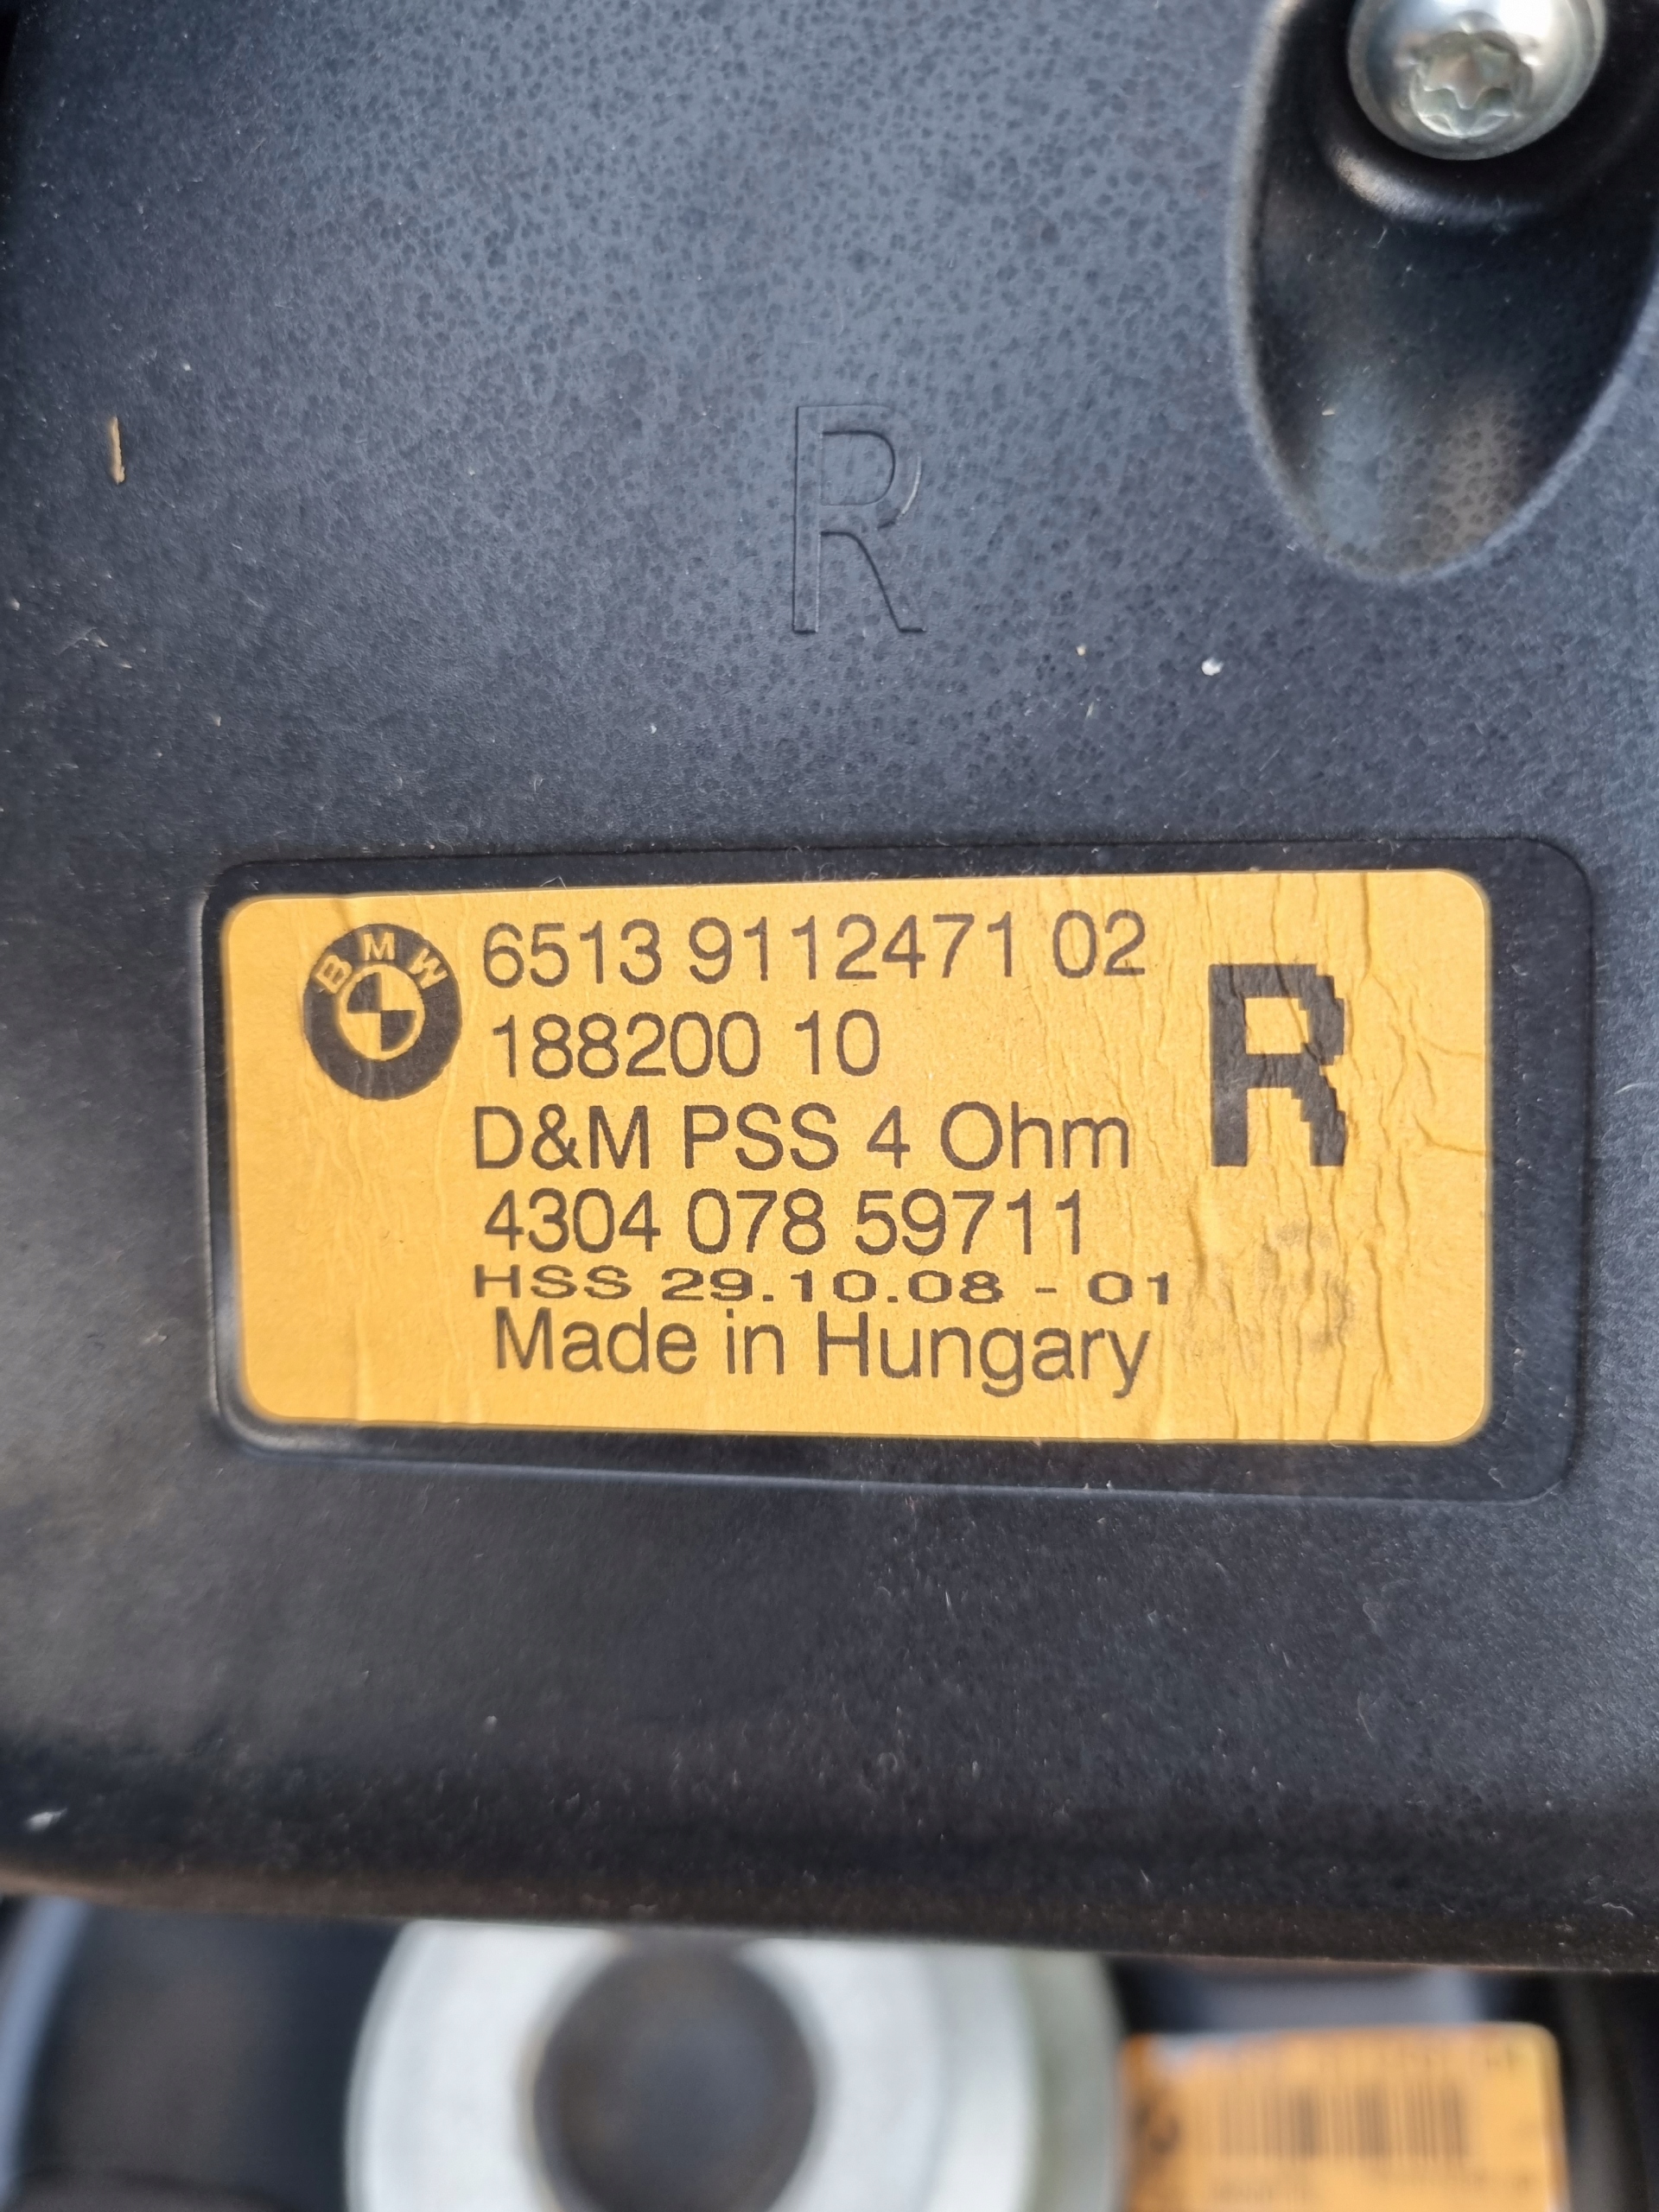 R
BMW
6513 9112471 02
R
188200 10
D&M PSS 4 Ohm
4304 078 59711
HSS 29.10.08 - 01
Made in Hungary